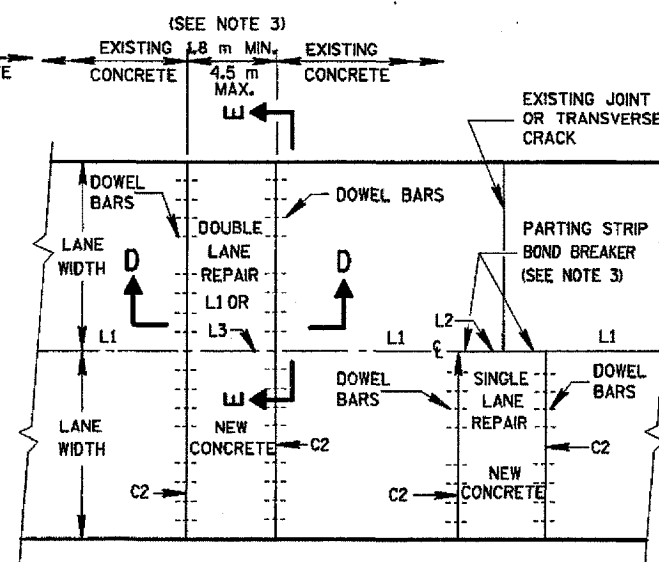 (SEE NOTE 3)
EXISTING 1.8 m MIN. EXISTING
CONCRETE 4.5 m CONCRETE
MAX.
TE
E
EXISTING JOINT
OR TRANSVERSE
CRACK
DOWEL
BARS
DOWEL BARS
DOUBLE
LANE
REPAIR
L1 OR
L3
LANE
WIDTH
D
D
PARTING STRIP
BOND BREAKER
(SEE NOTE 3)
L1
L1
L2
L1
℄
E
LANE
WIDTH
NEW
CONCRETE
C2
C2
DOWEL
BARS
SINGLE
LANE
REPAIR
DOWEL
BARS
C2
NEW
CONCRETE
C2